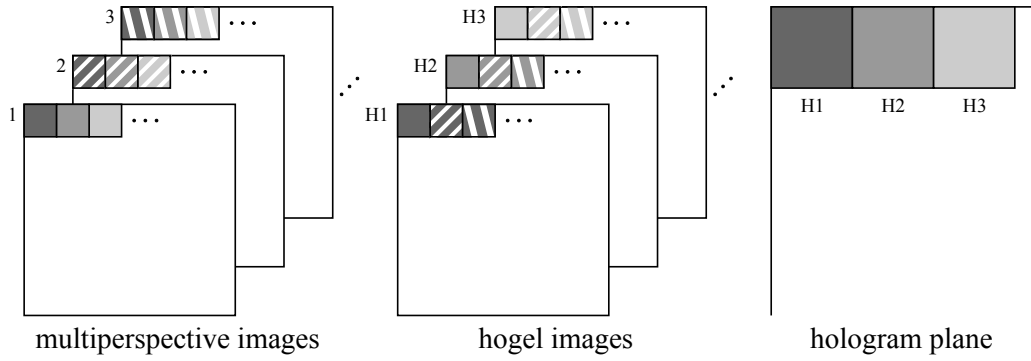 3
2
1
...
...
...
multiperspective images
H3
H2
H1
...
...
...
hogel images
H1 H2 H3
hologram plane